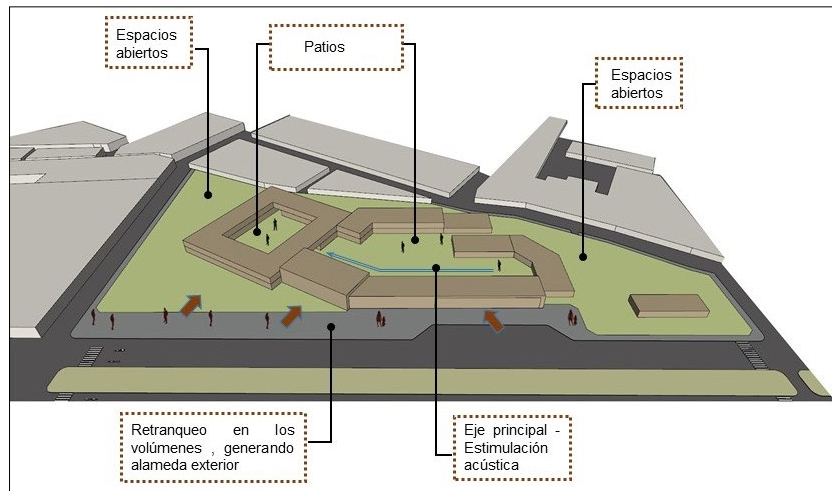 Espacios
abiertos
Patios
Espacios
abiertos
Retranqueo en los
volúmenes , generando
alameda exterior
Eje principal -
Estimulación
acústica